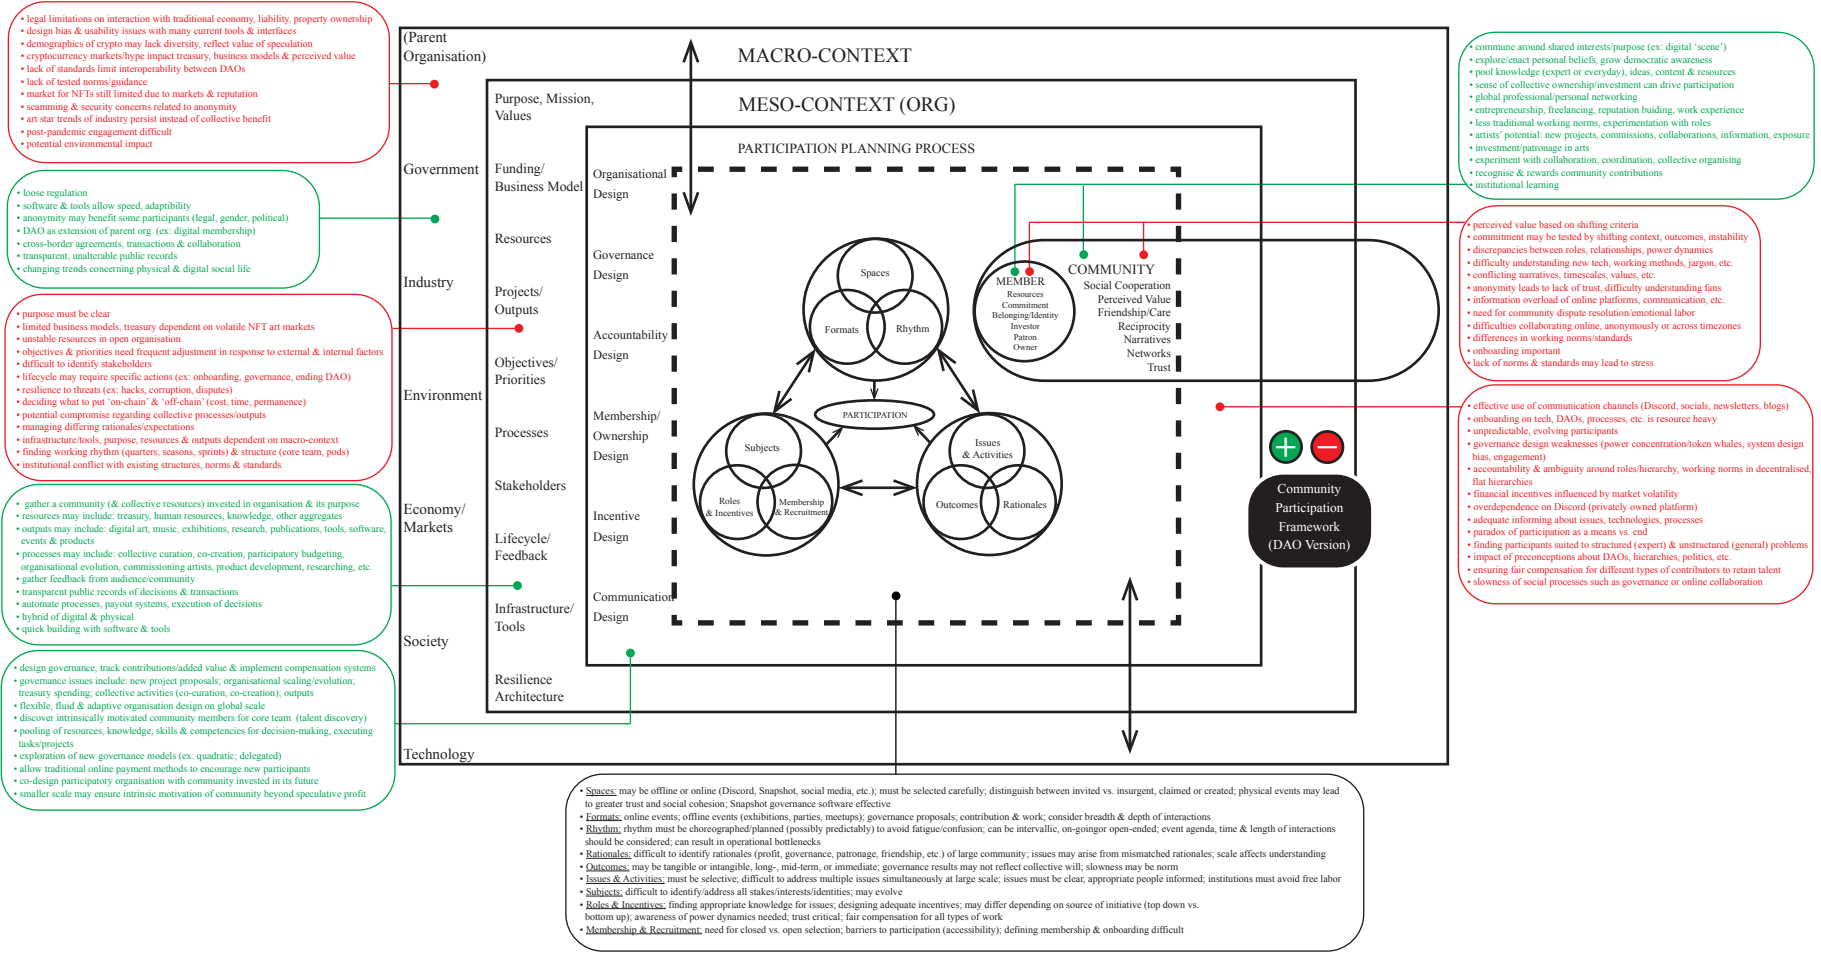 • legal limitations on interaction with traditional economy, liability, property ownership
• design bias & usability issues with many current tools & interfaces
• demographics of crypto may lack diversity, reflect value of speculation
• cryptocurrency markets/hype impact treasury, business models & perceived value
• lack of standards limit interoperability between DAOs
• lack of tested norms/guidance
• market for NFTs still limited due to markets & reputation
• scamming & security concerns related to anonymity
• art star trends of industry persist instead of collective benefit
• post-pandemic engagement difficult
• potential environmental impact
• loose regulation
• software & tools allow speed, adaptibility
• anonymity may benefit some participants (legal, gender, political)
• DAO as extension of parent org (ex: digital membership)
• cross-border agreements, transactions & collaboration
• transparent, unalterable public records
• changing trends concerning physical & digital social life
• purpose must be clear
• limited business models, treasury dependent on volatile NFT art markets
• unstable resources in open organisation
• objectives & priorities need frequent adjustment in response to external & internal factors
• difficult to identify stakeholders
• lifecycle may require specific actions (ex: onboarding, governance, ending DAO)
• resilience to threats (ex: hacks, corruption, disputes)
• deciding what to put ‘on-chain’ & ‘off-chain’ (cost, time, permanence)
• potential compromise regarding collective processes/outputs
• managing differing rationales/expectations
• infrastructure/tools, purpose, resources & outputs dependent on macro-context
• finding working rhythm (quarters, seasons, sprints) & structure (core team, pods)
• institutional conflict with existing structures, norms & standards
• gather a community (& collective resources) invested in organisation & its purpose
• resources may include: treasury, human resources, knowledge, other aggregates
• outputs may include: digital art, music, exhibitions, research, publications, tools, software,
events & products
• processes may include: collective curation, co-creation, participatory budgeting,
organisational evolution, commissioning artists, product development, researching, etc.
• gather feedback from audience/community
• transparent public records of decisions & transactions
• automate processes, payout systems, execution of decisions
• hybrid of digital & physical
• quick building with software & tools
• design governance, track contributions/added value & implement compensation systems
• governance issues include: new project proposals; organisational scaling/evolution;
treasury spending; collective activities (co-curation, co-creation); outputs
• flexible, fluid & adaptive organisation design on global scale
• discover intrinsically motivated community members for core team (talent discovery)
• pooling of resources, knowledge, skills & competencies for decision-making, executing
tasks/projects
• exploration of new governance models (ex: quadratic; delegated)
• allow traditional online payment methods to encourage new participants
• co-design participatory organisation with community invested in its future
• smaller scale may ensure intrinsic motivation of community beyond speculative profit
(Parent
Organisation)
Government
Industry
Environment
Economy/
Markets
Society
Technology
MACRO-CONTEXT
MESO-CONTEXT (ORG)
PARTICIPATION PLANNING PROCESS
Purpose, Mission,
Values
Funding/
Business Model
Resources
Projects/
Outputs
Objectives/
Priorities
Processes
Stakeholders
Lifecycle/
Feedback
Infrastructure/
Tools
Resilience
Architecture
Organisational
Design
Governance
Design
Accountability
Design
Membership/
Ownership
Design
Incentive
Design
Communication
Design
Spaces
Formats
Rhythm
PARTICIPATION
Subjects
Roles
& Incentives
Membership
& Recruitment
Issues
& Activities
Outcomes
Rationales
MEMBER
Resources
Commitment
Belonging/Identity
Investor
Patron
Owner
COMMUNITY
Social Cooperation
Perceived Value
Friendship/Care
Reciprocity
Narratives
Networks
Trust
Community
Participation
Framework
(DAO Version)
• commune around shared interests/purpose (ex: digital ‘scene’)
• explore/enact personal beliefs, grow democratic awareness
• pool knowledge (expert or everyday), ideas, content & resources
• sense of collective ownership/investment can drive participation
• global professional/personal networking
• entrepreneurship, freelancing, reputation buiding, work experience
• less traditional working norms, experimentation with roles
• artists’ potential: new projects, commissions, collaborations, information, exposure
• investment/patronage in arts
• experiment with collaboration, coordination, collective organising
• recognise & rewards community contributions
• institutional learning
• perceived value based on shifting criteria
• commitment may be tested by shifting context, outcomes, instability
• discrepancies between roles, relationships, power dynamics
• difficulty understanding new tech, working methods, jargon, etc.
• conflicting narratives, timescales, values, etc.
• anonymity leads to lack of trust, difficulty understanding fans
• information overload of online platforms, communication, etc.
• need for community dispute resolution/emotional labor
• difficulties collaborating online, anonymously or across timezones
• differences in working norms/standards
• onboarding important
• lack of norms & standards may lead to stress
• effective use of communication channels (Discord, socials, newsletters, blogs)
• onboarding on tech, DAOs, processes, etc. is resource heavy
• unpredictable, evolving participants
• governance design weaknesses (power concentration/token whales, system design
bias, engagement)
• accountability & ambiguity around roles/hierarchy, working norms in decentralised,
flat hierarchies
• financial incentives influenced by market volatility
• overdependence on Discord (privately owned platform)
• adequate informing about issues, technologies, processes
• paradox of participation as a means vs. end
• finding participants suited to structured (expert) & unstructured (general) problems
• impact of preconceptions about DAOs, hierarchies, politics, etc.
• ensuring fair compensation for different types of contributors to retain talent
• slowness of social processes such as governance or online collaboration
• Spaces: may be offline or online (Discord, Snapshot, social media, etc.); must be selected carefully; distinguish between invited vs. insurgent, claimed or created; physical events may lead
to greater trust and social cohesion; Snapshot governance software effective
• Formats: online events; offline events (exhibitions, parties, meetups); governance proposals; contribution & work; consider breadth & depth of interactions
• Rhythm: rhythm must be choreographed/planned (possibly predictably) to avoid fatigue/confusion; can be intervallic, on-goingor open-ended; event agenda, time & length of interactions
should be considered; can result in operational bottlenecks
• Rationales: difficult to identify rationales (profit, governance, patronage, friendship, etc.) of large community; issues may arise from mismatched rationales; scale affects understanding
• Outcomes: may be tangible or intangible, long-, mid-term, or immediate; governance results may not reflect collective will; slowness may be norm
• Issues & Activities: must be selective; difficult to address multiple issues simultaneously at large scale; issues must be clear, appropriate people informed; institutions must avoid free labor
• Subjects: difficult to identify/address all stakes/interests/identities; may evolve
• Roles & Incentives: finding appropriate knowledge for issues; designing adequate incentives; may differ depending on source of initiative (top down vs.
bottom up); awareness of power dynamics needed; trust critical; fair compensation for all types of work
• Membership & Recruitment: need for closed vs. open selection; barriers to participation (accessibility); defining membership & onboarding difficult